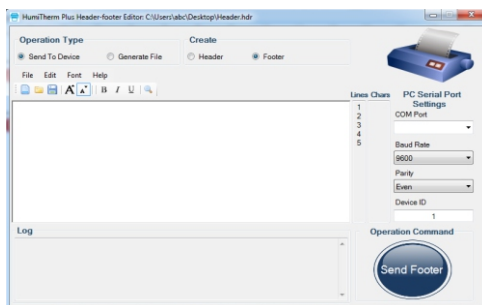 HumiTherm Plus Header-footer Editor: C:\Users\abc\Desktop\Header.hdr
Operation Type
Create
Send To Device
Generate File
Header
Footer
File Edit Font Help
A A B I U
Lines Chars
1
2
3
4
5
PC Serial Port
Settings
COM Port
Baud Rate
9600
Parity
Even
Device ID
1
Log
Operation Command
Send Footer